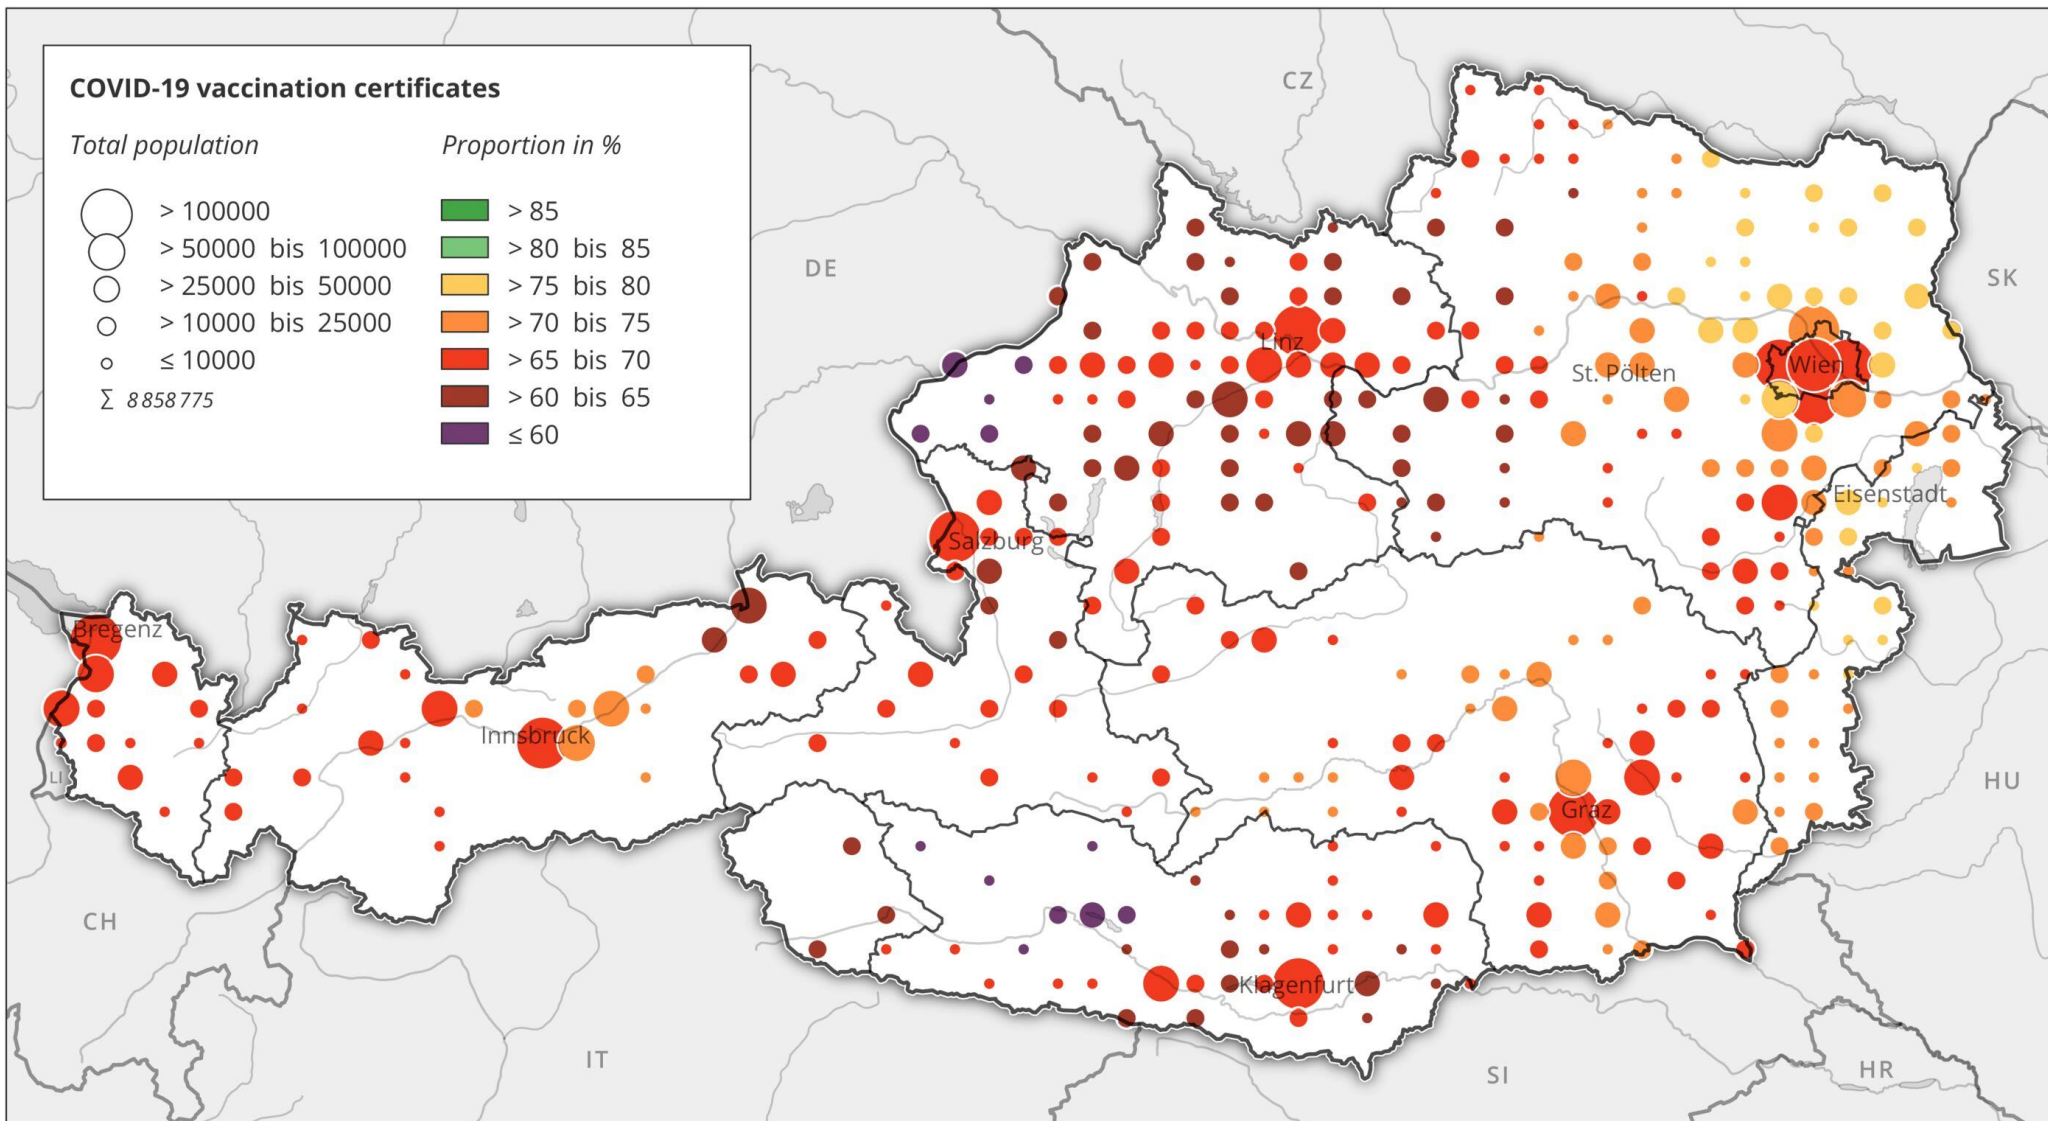 COVID-19 vaccination certificates
Total population
Proportion in %
> 100000
> 50000 bis 100000
> 25000 bis 50000
> 10000 bis 25000
≤ 10000
∑ 8 858 775
> 85
> 80 bis 85
> 75 bis 80
> 70 bis 75
> 65 bis 70
> 60 bis 65
≤ 60
CZ
DE
SK
Linz
Wien
St. Pölten
Eisenstadt
Salzburg
Bregenz
Innsbruck
LI
HU
Graz
CH
Klagenfurt
IT
SI
HR